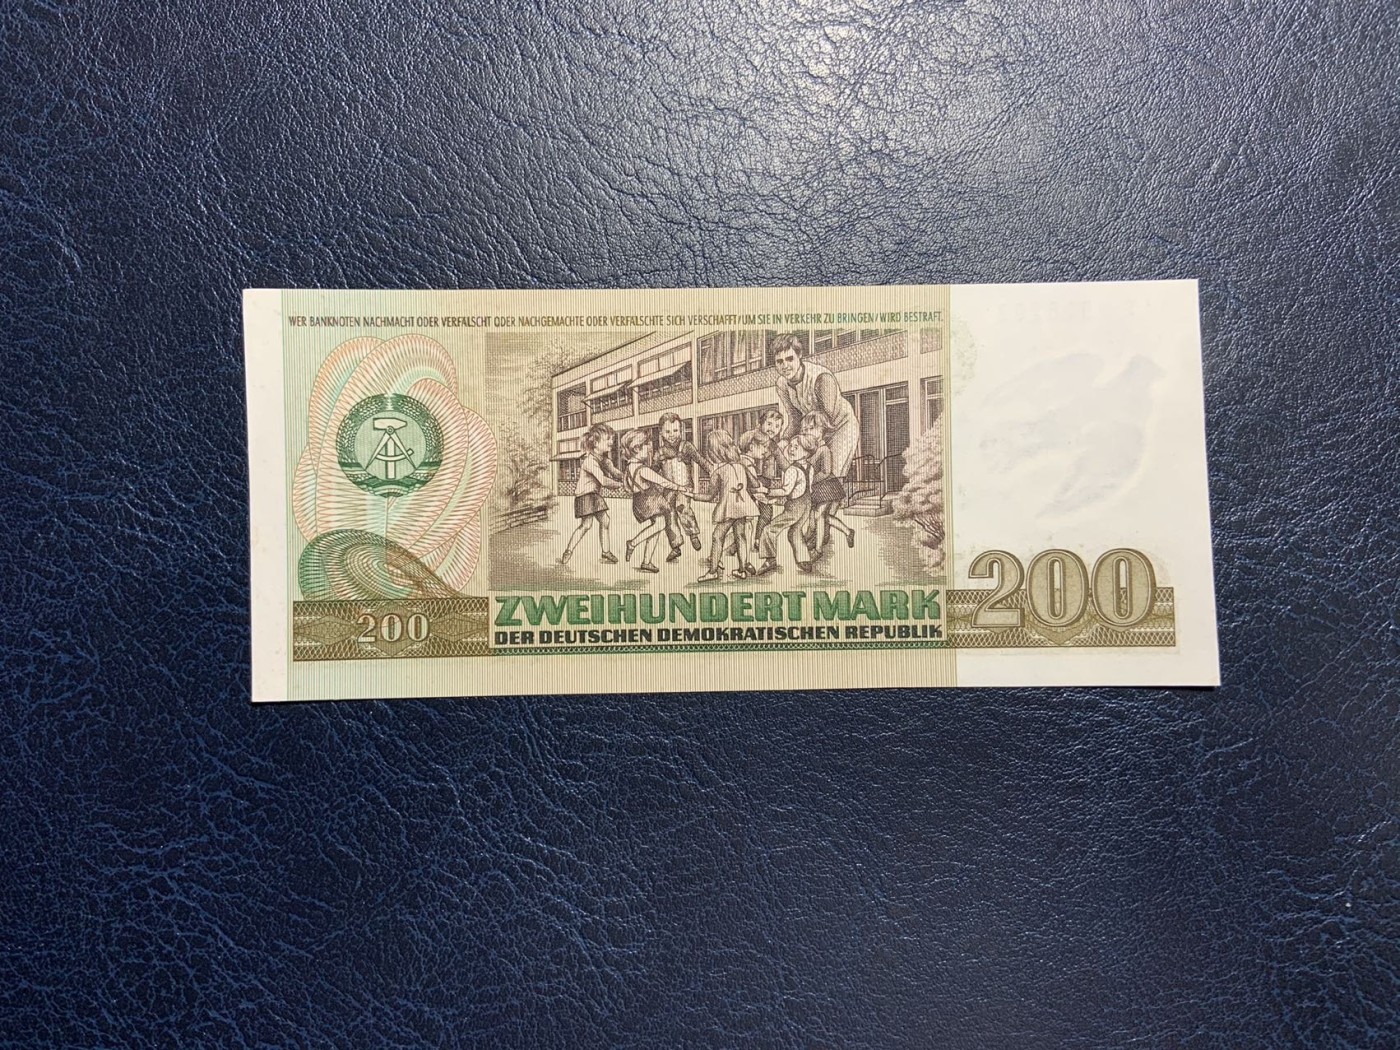 WER BANKNOTEN NACHMACHT ODER VERFÄLSCHT ODER NACHGEMACHTE ODER VERFÄLSCHTE SICH VERSCHAFFT/UM SIE IN VERKEHR ZU BRINGEN/WIRD BESTRAFT.
200
ZWEIHUNDERT MARK
DER DEUTSCHEN DEMOKRATISCHEN REPUBLIK
200